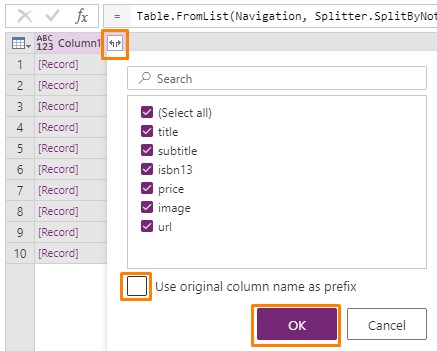 fx = Table.FromList(Navigation, Splitter.SplitByNot
ABC
123 Column1
Search
1 [Record]
2 [Record]
3 [Record]
4 [Record]
5 [Record]
6 [Record]
7 [Record]
8 [Record]
9 [Record]
10 [Record]
(Select all)
title
subtitle
isbn13
price
image
url
Use original column name as prefix
OK Cancel